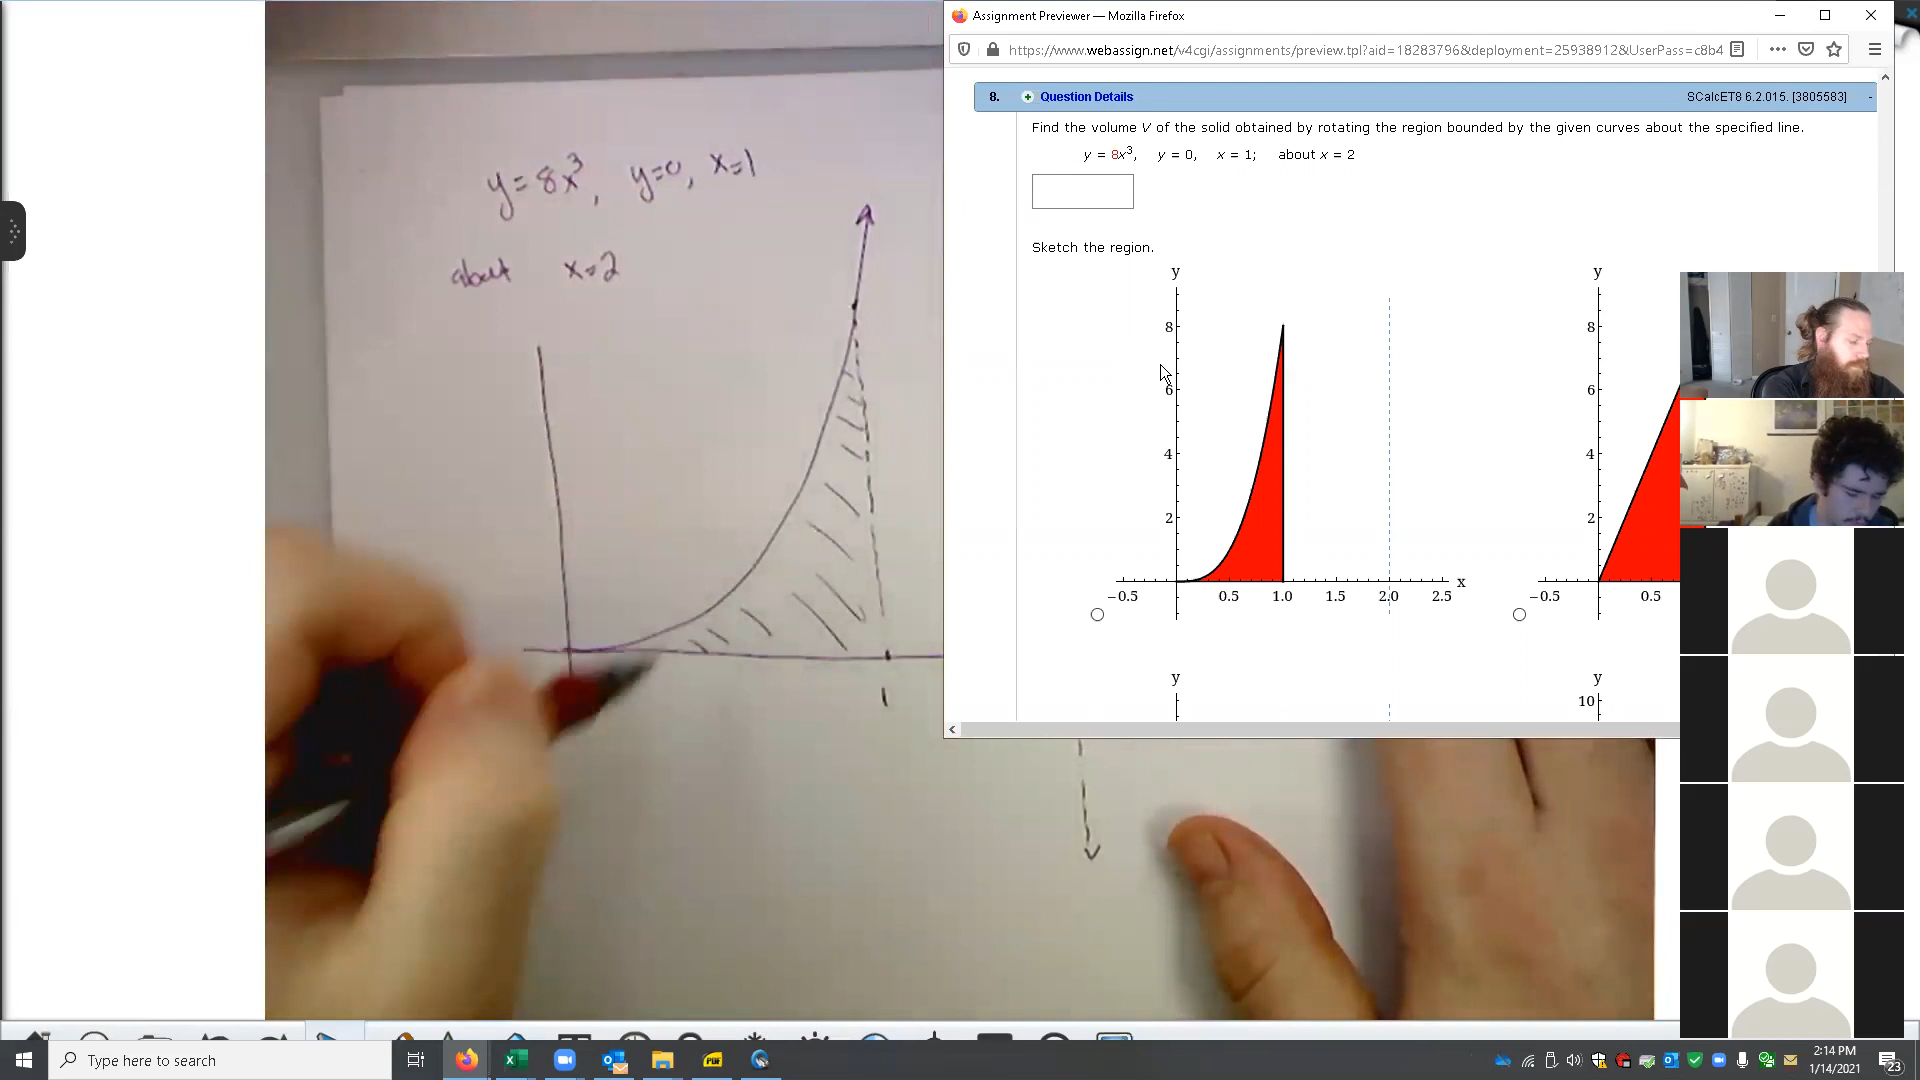 y=8x³, y=0, x=1
about x=2
1
Assignment Previewer — Mozilla Firefox
https://www.webassign.net/v4cgi/assignments/preview.tpl?aid=18283796&deployment=25938912&UserPass=c8b4
8. Question Details SCalcET8 6.2.015. [3805583] -
Find the volume V of the solid obtained by rotating the region bounded by the given curves about the specified line.
y = 8x³, y = 0, x = 1; about x = 2
Sketch the region.
y
8
6
4
2
-0.5 0.5 1.0 1.5 2.0 2.5 x
y
8
6
4
2
-0.5 0.5
y
y
10
Type here to search
2:14 PM
1/14/2021
23